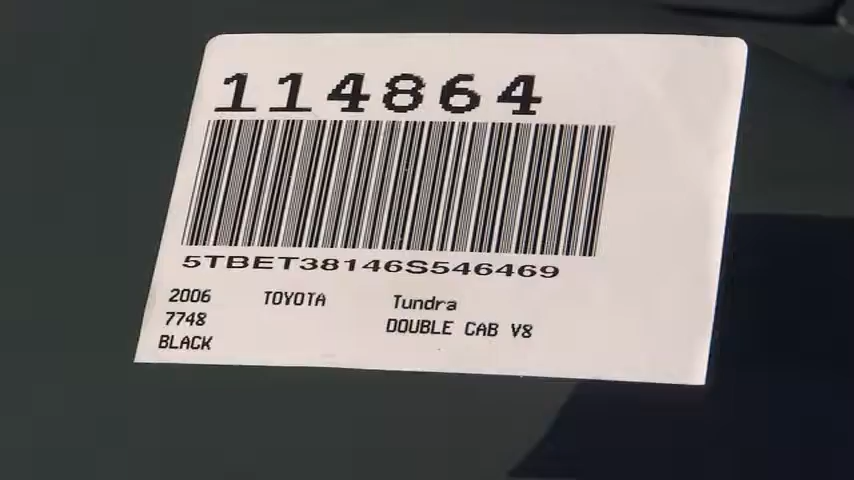 114864
5TBET38146S546469
2006 TOYOTA Tundra
7748 DOUBLE CAB V8
BLACK